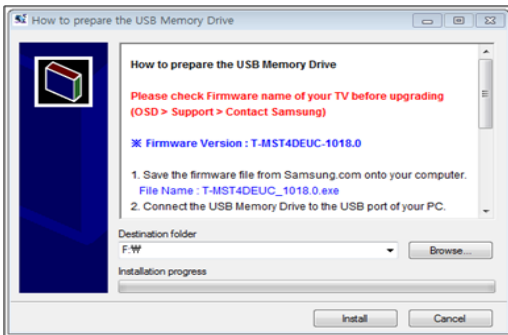 How to prepare the USB Memory Drive
How to prepare the USB Memory Drive
Please check Firmware name of your TV before upgrading
(OSD > Support > Contact Samsung)
※ Firmware Version : T-MST4DEUC-1018.0
1. Save the firmware file from Samsung.com onto your computer.
File Name : T-MST4DEUC_1018.0.exe
2. Connect the USB Memory Drive to the USB port of your PC.
Destination folder
F:₩
Browse...
Installation progress
Install
Cancel